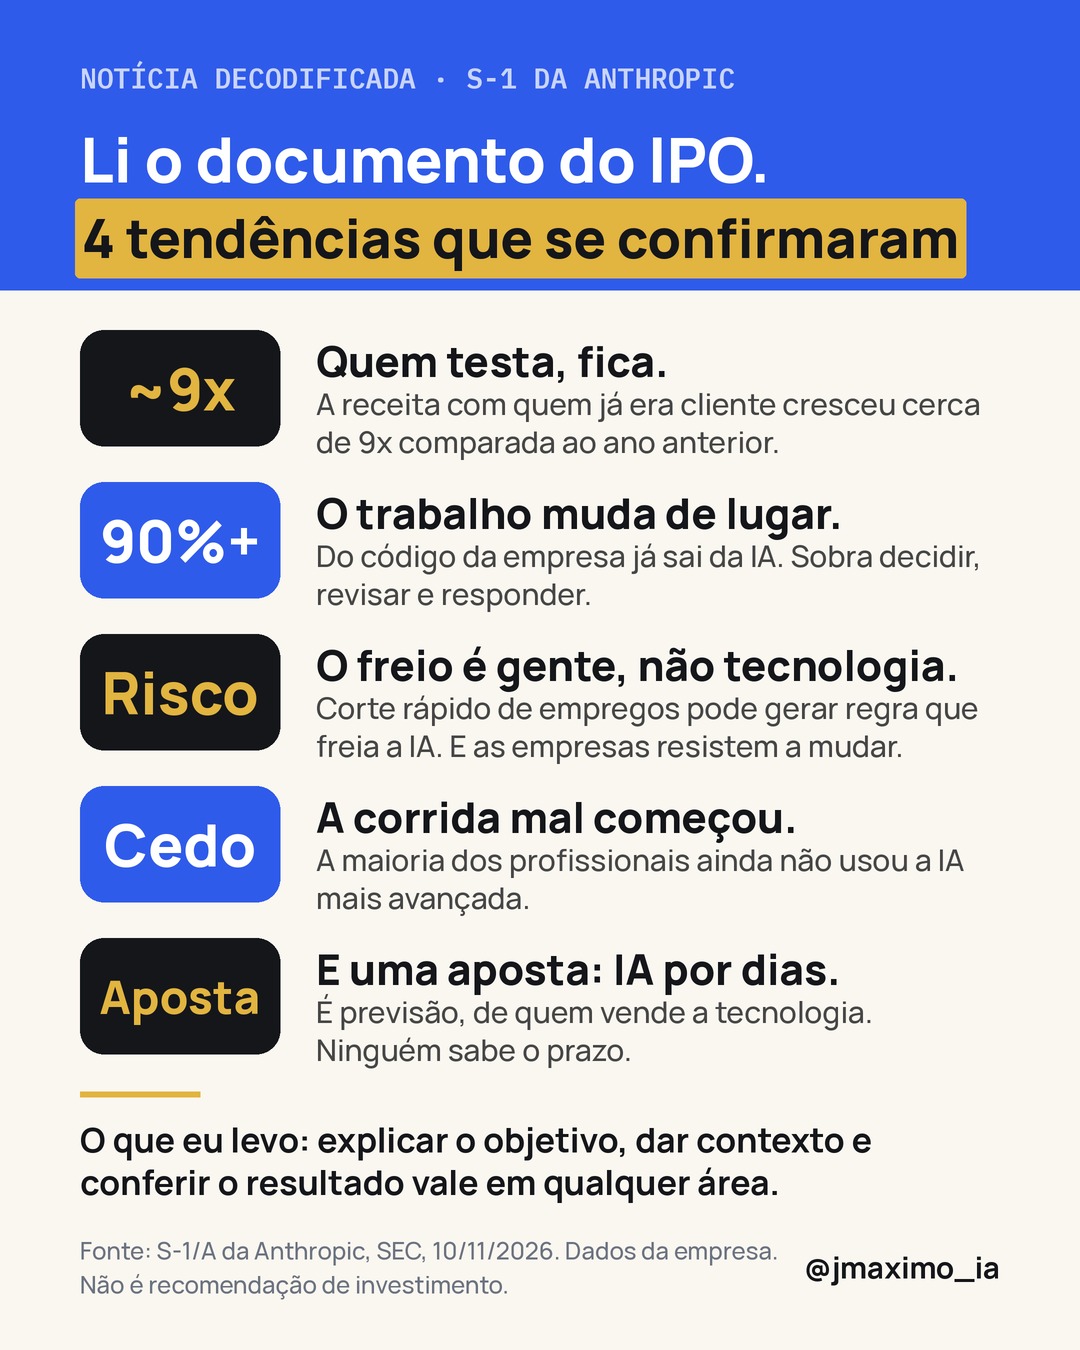 NOTÍCIA DECODIFICADA · S-1 DA ANTHROPIC
Li o documento do IPO.
4 tendências que se confirmaram
~9x
Quem testa, fica.
A receita com quem já era cliente cresceu cerca
de 9x comparada ao ano anterior.
90%+
O trabalho muda de lugar.
Do código da empresa já sai da IA. Sobra decidir,
revisar e responder.
Risco
O freio é gente, não tecnologia.
Corte rápido de empregos pode gerar regra que
freia a IA. E as empresas resistem a mudar.
Cedo
A corrida mal começou.
A maioria dos profissionais ainda não usou a IA
mais avançada.
Aposta
E uma aposta: IA por dias.
É previsão, de quem vende a tecnologia.
Ninguém sabe o prazo.
O que eu levo: explicar o objetivo, dar contexto e
conferir o resultado vale em qualquer área.
Fonte: S-1/A da Anthropic, SEC, 10/11/2026. Dados da empresa.
Não é recomendação de investimento.
@jmaximo_ia